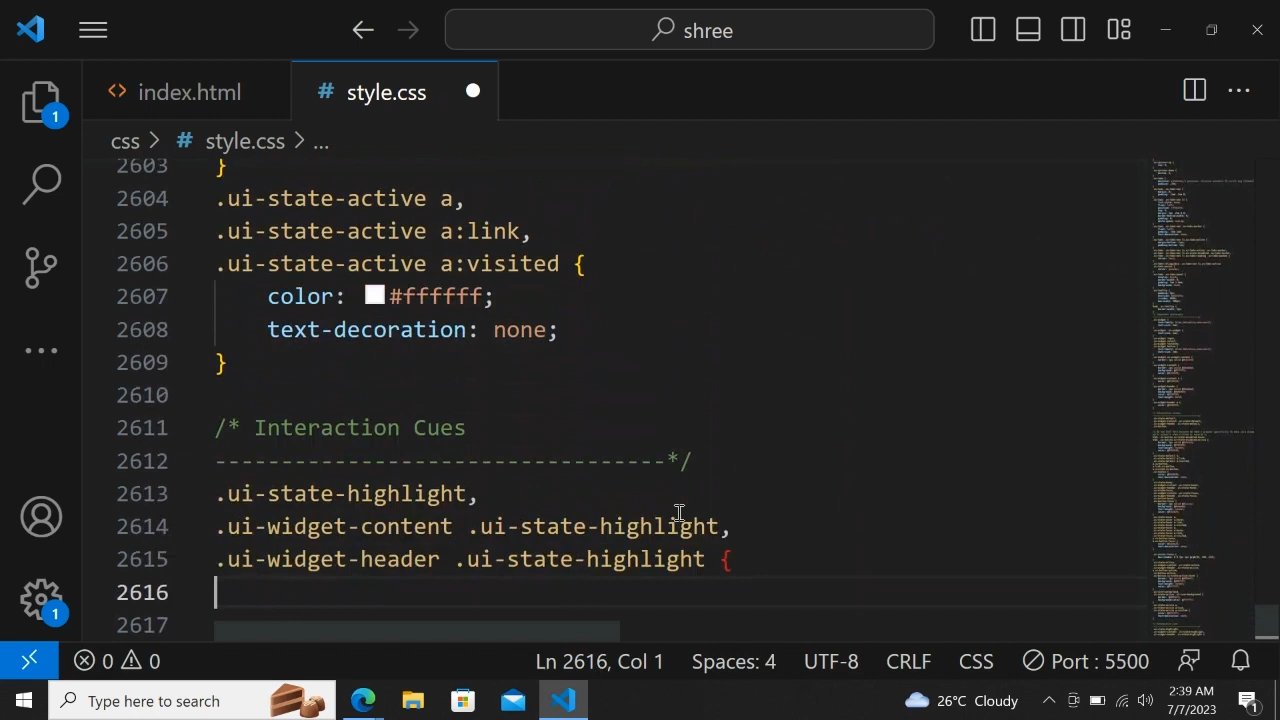 shree
index.html
# style.css
css > # style.css > ...
2603 }
2604 .ui-state-active a,
2605 .ui-state-active a:link,
2606 .ui-state-active a:visited {
2607 color: #ffffff;
2608 text-decoration: none;
2609 }
2610
2611 /* Interaction Cues
2612 ----------------------------------*/
2613 .ui-state-highlight,
2614 .ui-widget-content .ui-state-highlight,
2615 .ui-widget-header .ui-state-highlight
2616
2617
1
1
0 0
Ln 2616, Col 1
Spaces: 4
UTF-8
CRLF
CSS
Port : 5500
Type here to search
26°C Cloudy
2:39 AM
7/7/2023
1